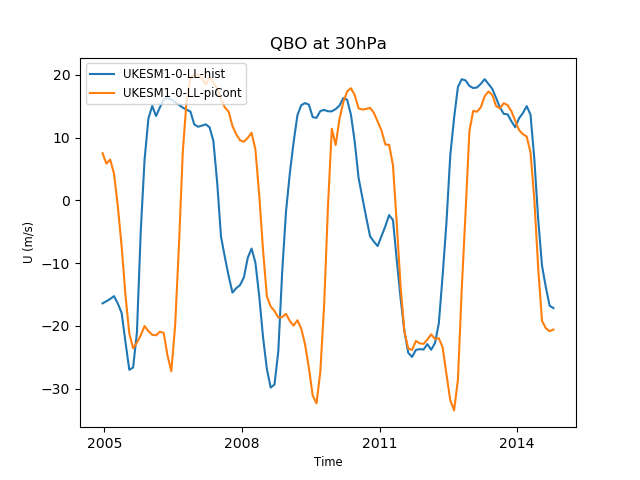 QBO at 30hPa
UKESM1-0-LL-hist
UKESM1-0-LL-piCont
20
10
0
−10
−20
−30
U (m/s)
2005 2008 2011 2014
Time